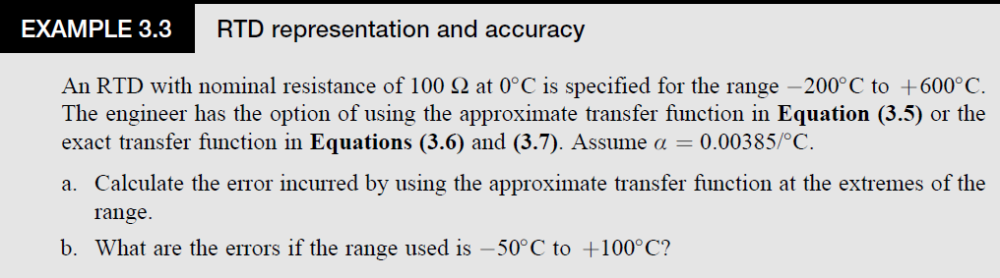 EXAMPLE 3.3 RTD representation and accuracy
An RTD with nominal resistance of 100 Ω at 0°C is specified for the range −200°C to +600°C.
The engineer has the option of using the approximate transfer function in Equation (3.5) or the
exact transfer function in Equations (3.6) and (3.7). Assume α = 0.00385/°C.
a. Calculate the error incurred by using the approximate transfer function at the extremes of the
range.
b. What are the errors if the range used is −50°C to +100°C?